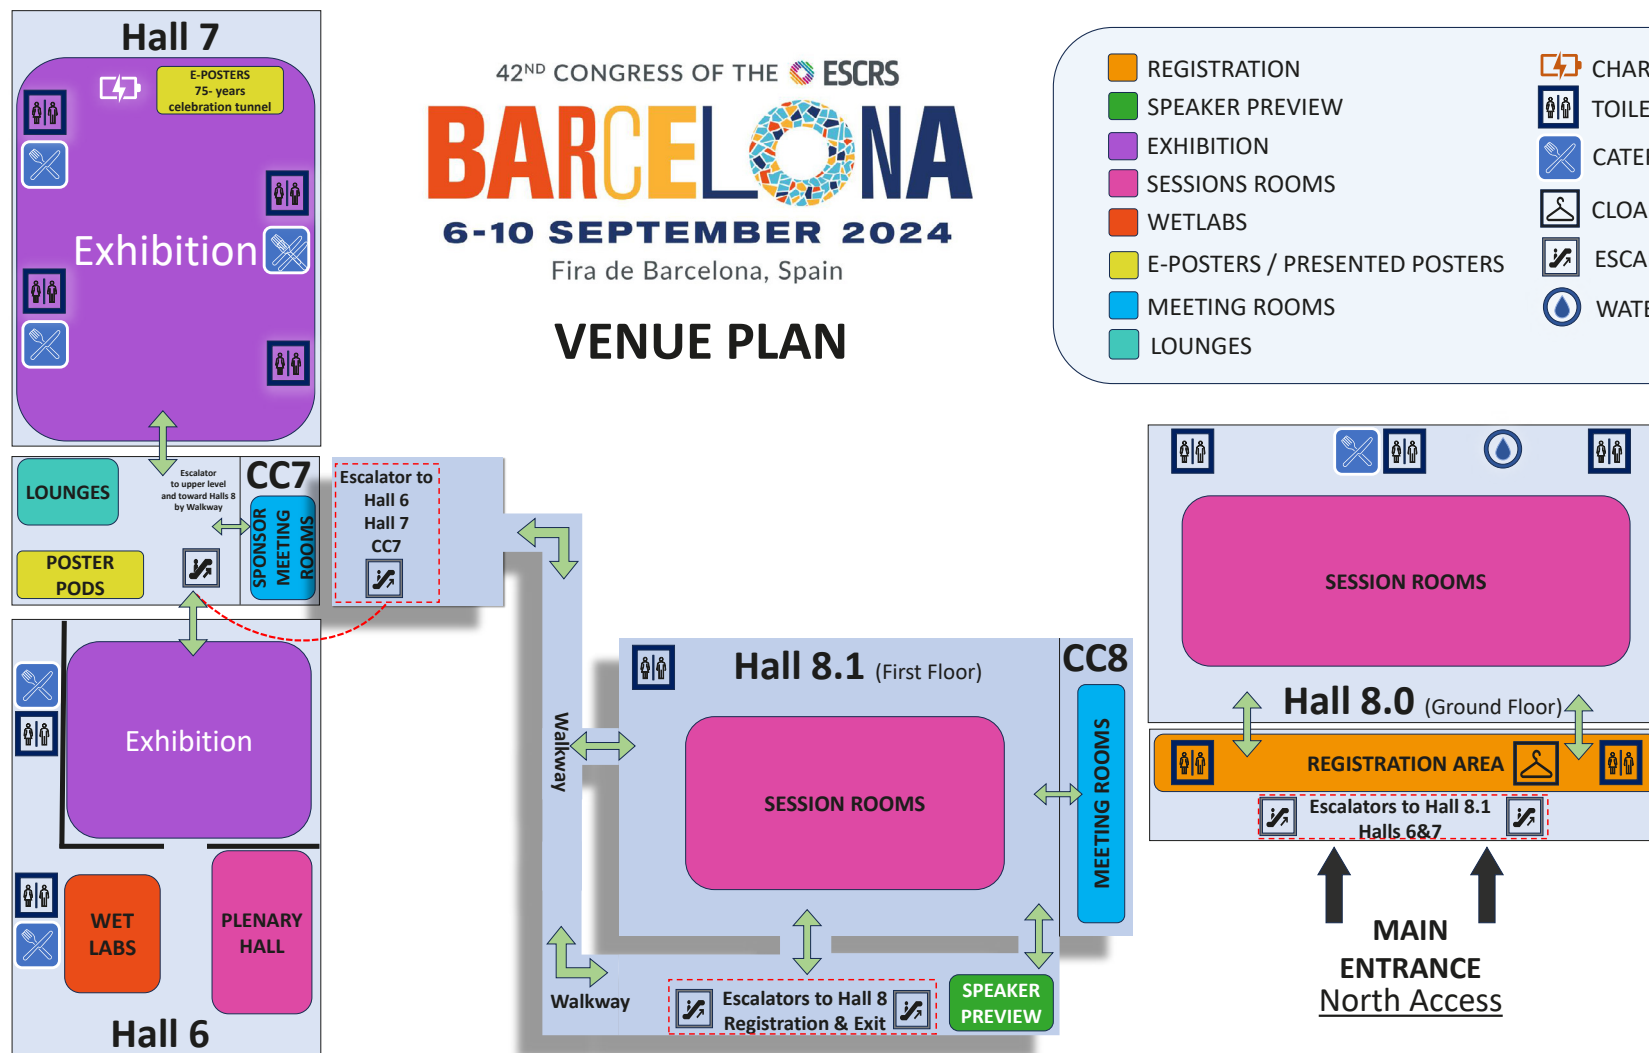 Hall 7
E-POSTERS
75- years
celebration tunnel
Exhibition
42ND CONGRESS OF THE ESCRS
BARCELONA
6-10 SEPTEMBER 2024
Fira de Barcelona, Spain
VENUE PLAN
REGISTRATION
SPEAKER PREVIEW
EXHIBITION
SESSIONS ROOMS
WETLABS
E-POSTERS / PRESENTED POSTERS
MEETING ROOMS
LOUNGES
CHAR
TOILE
CATE
CLOA
ESCA
WATE
LOUNGES
POSTER
PODS
Escalator
to upper level
and toward Halls 8
by Walkway
CC7
SPONSOR
MEETING
ROOMS
Escalator to
Hall 6
Hall 7
CC7
Exhibition
WET
LABS
PLENARY
HALL
Hall 6
Walkway
Walkway
Hall 8.1 (First Floor)
SESSION ROOMS
CC8
MEETING ROOMS
Escalators to Hall 8
Registration & Exit
SPEAKER
PREVIEW
SESSION ROOMS
Hall 8.0 (Ground Floor)
REGISTRATION AREA
Escalators to Hall 8.1
Halls 6&7
MAIN
ENTRANCE
North Access